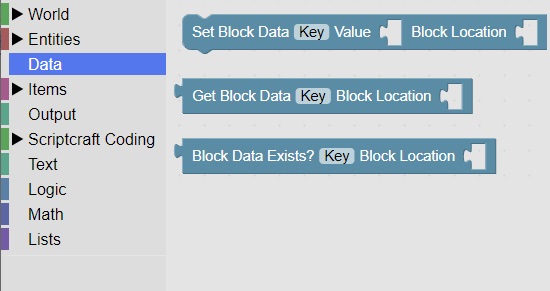 World
Entities
Data
Items
Output
Scriptcraft Coding
Text
Logic
Math
Lists
Set Block Data Key Value Block Location
Get Block Data Key Block Location
Block Data Exists? Key Block Location